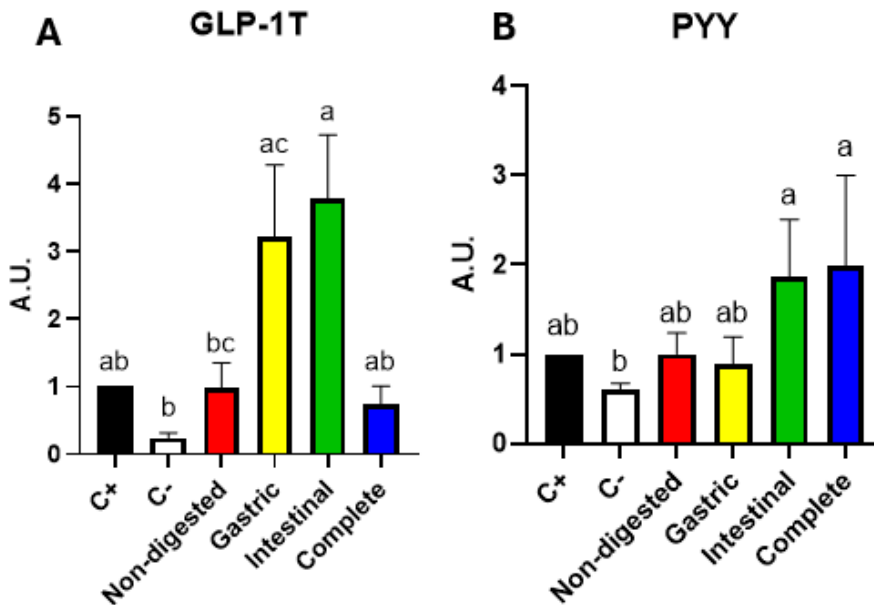 A
GLP-1T
A.U.
5
4
3
2
1
0
ab
b
bc
ac
a
ab
C+
C-
Non-digested
Gastric
Intestinal
Complete
B
PYY
A.U.
4
3
2
1
0
ab
b
ab
ab
a
a
C+
C-
Non-digested
Gastric
Intestinal
Complete